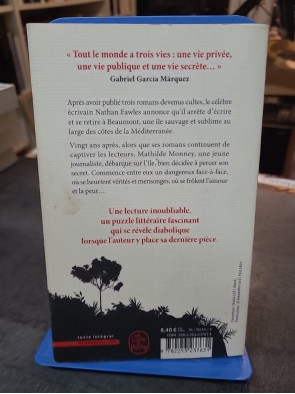 « Tout le monde a trois vies : une vie privée,
une vie publique et une vie secrète… »
Gabriel García Márquez
Après avoir publié trois romans devenus cultes, le célèbre
écrivain Nathan Fawles annonce qu'il arrête d'écrire
et se retire à Beaumont, une île sauvage et sublime au
large des côtes de la Méditerranée.
Vingt ans après, alors que ses romans continuent de
captiver les lecteurs, Mathilde Monney, une jeune
journaliste, débarque sur l'île, bien décidée à percer son
secret. Commence entre eux un dangereux face-à-face,
où se heurtent vérités et mensonges, où se frôlent l'amour
et la peur…
Une lecture inoubliable,
un puzzle littéraire fascinant
qui se révèle diabolique
lorsque l'auteur y place sa dernière pièce.
texte intégral
8,40 €